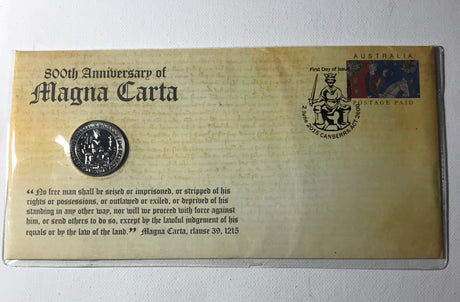 800th Anniversary of
Magna Carta
First Day of Issue
AUSTRALIA
POSTAGE PAID
2 June 2015 CANBERRA ACT 2600
“No free man shall be seized or imprisoned, or stripped of his
rights or possessions, or outlawed or exiled, or deprived of his
standing in any other way, nor will we proceed with force against
him, or send others to do so, except by the lawful judgement of his
equals or by the law of the land.” Magna Carta, clause 39, 1215